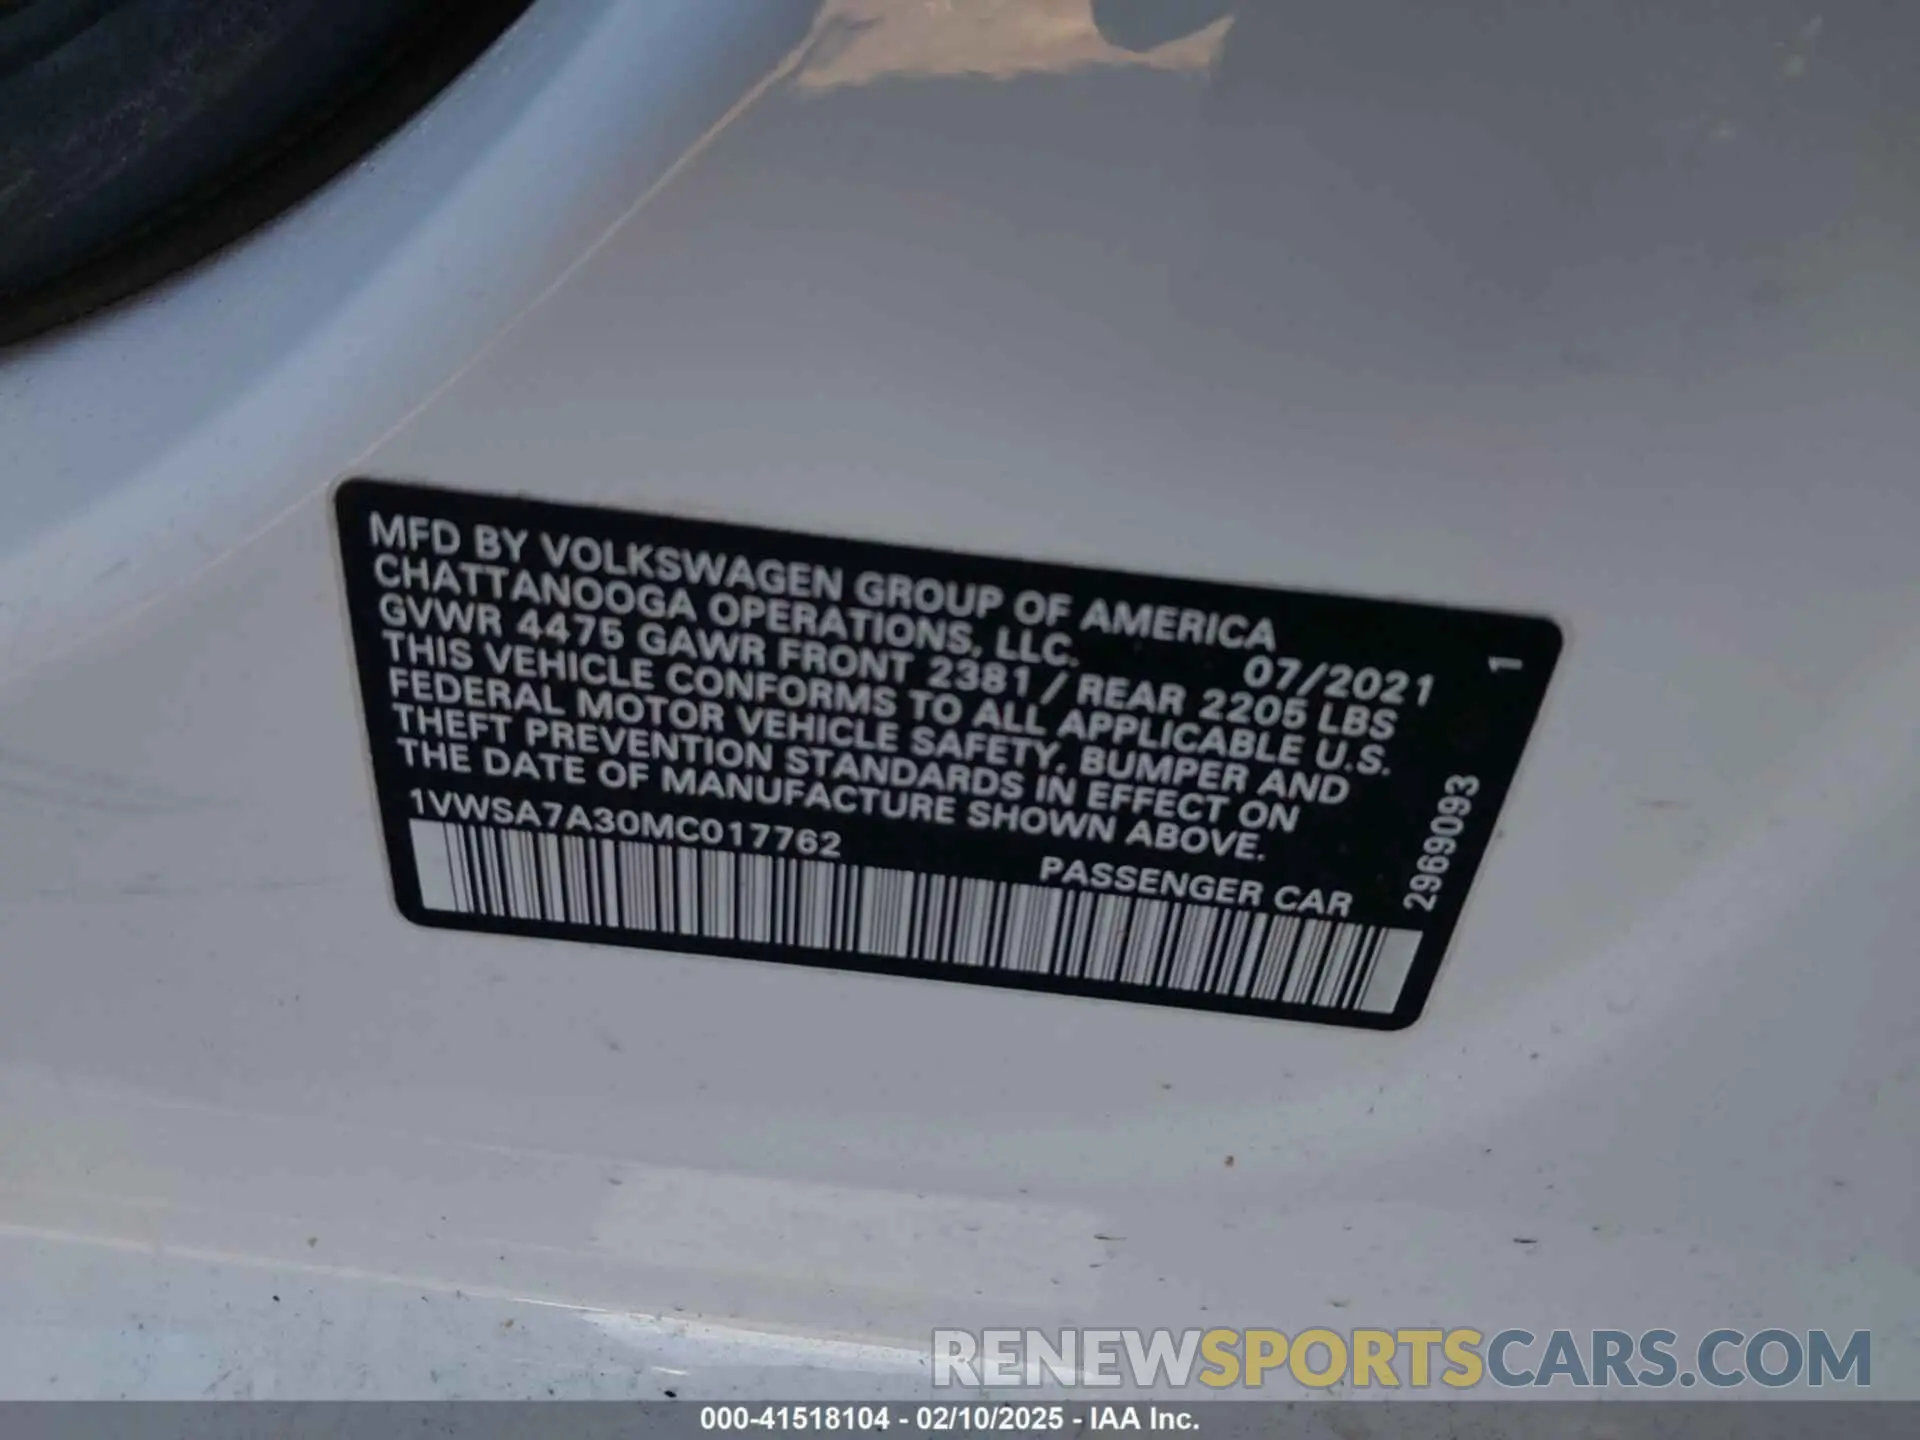 MFD BY VOLKSWAGEN GROUP OF AMERICA
CHATTANOOGA OPERATIONS, LLC. 07/2021 1
GVWR 4475 GAWR FRONT 2381 / REAR 2205 LBS
THIS VEHICLE CONFORMS TO ALL APPLICABLE U.S.
FEDERAL MOTOR VEHICLE SAFETY, BUMPER AND
THEFT PREVENTION STANDARDS IN EFFECT ON
THE DATE OF MANUFACTURE SHOWN ABOVE.
1VWSA7A30MC017762 PASSENGER CAR
2969093
RENEWSPORTSCARS.COM
000-41518104 - 02/10/2025 - IAA Inc.